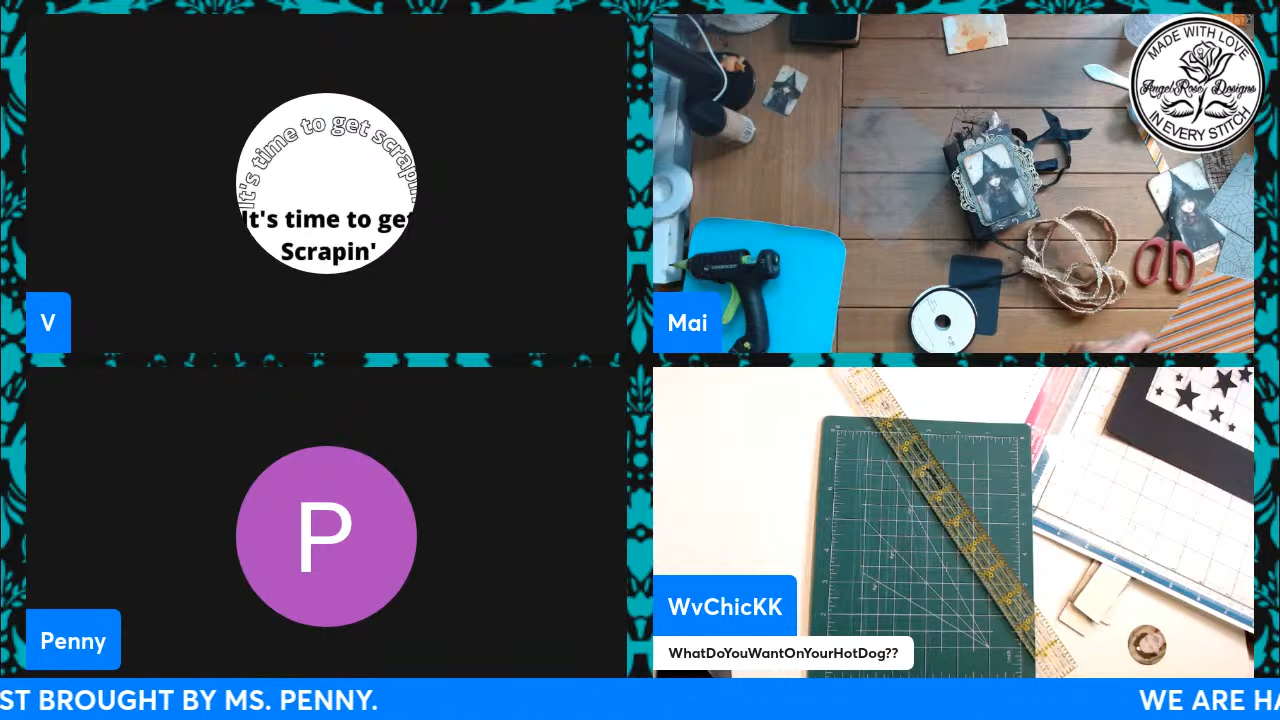 It's time to get scrapin'
It's time to get
Scrapin'
V
MADE WITH LOVE
AngelRose Designs
IN EVERY STITCH
Mai
P
Penny
WvChicKK
WhatDoYouWantOnYourHotDog??
ST BROUGHT BY MS. PENNY.
WE ARE HA